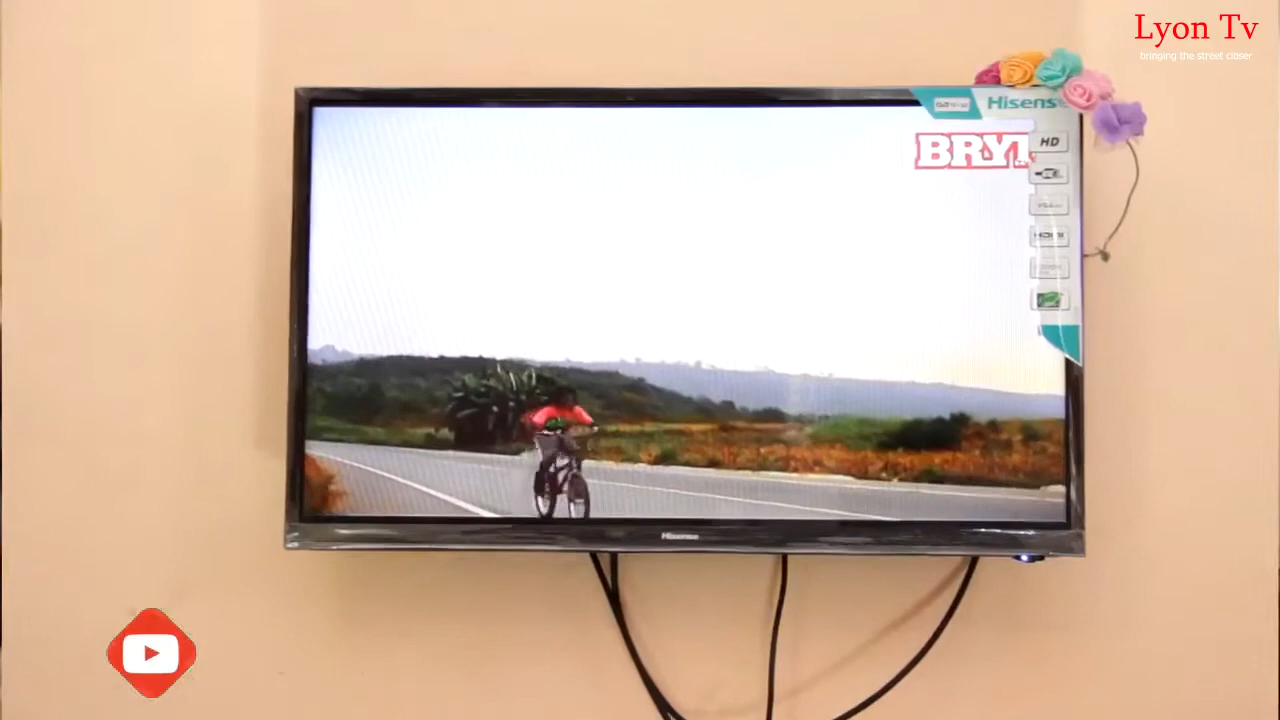 Lyon Tv
bringing the street closer
Hisense
BRYT
HD
HDMI
Hisense